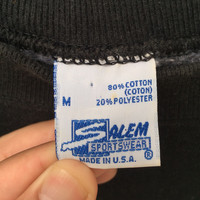 80% COTTON
(COTON)
M
20% POLYESTER
SALEM
SPORTSWEAR
MADE IN U.S.A. ®